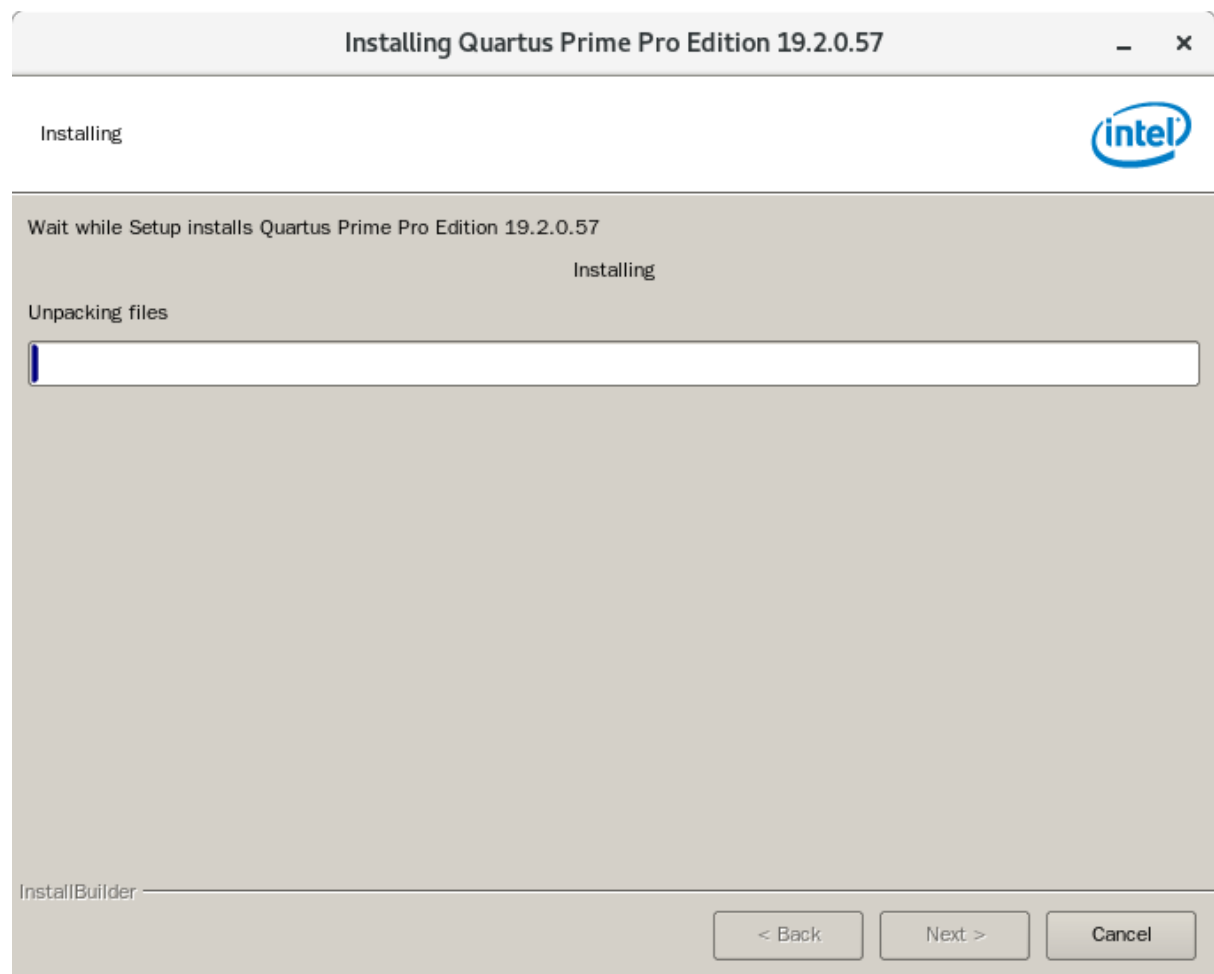 Installing Quartus Prime Pro Edition 19.2.0.57
Installing
intel
Wait while Setup installs Quartus Prime Pro Edition 19.2.0.57
Installing
Unpacking files
InstallBuilder
< Back Next > Cancel